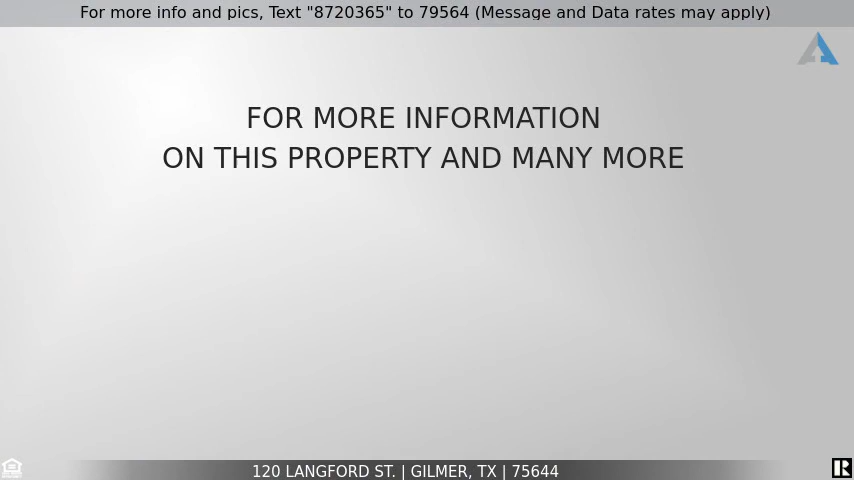 For more info and pics, Text "8720365" to 79564 (Message and Data rates may apply)
FOR MORE INFORMATION
ON THIS PROPERTY AND MANY MORE
120 LANGFORD ST. | GILMER, TX | 75644